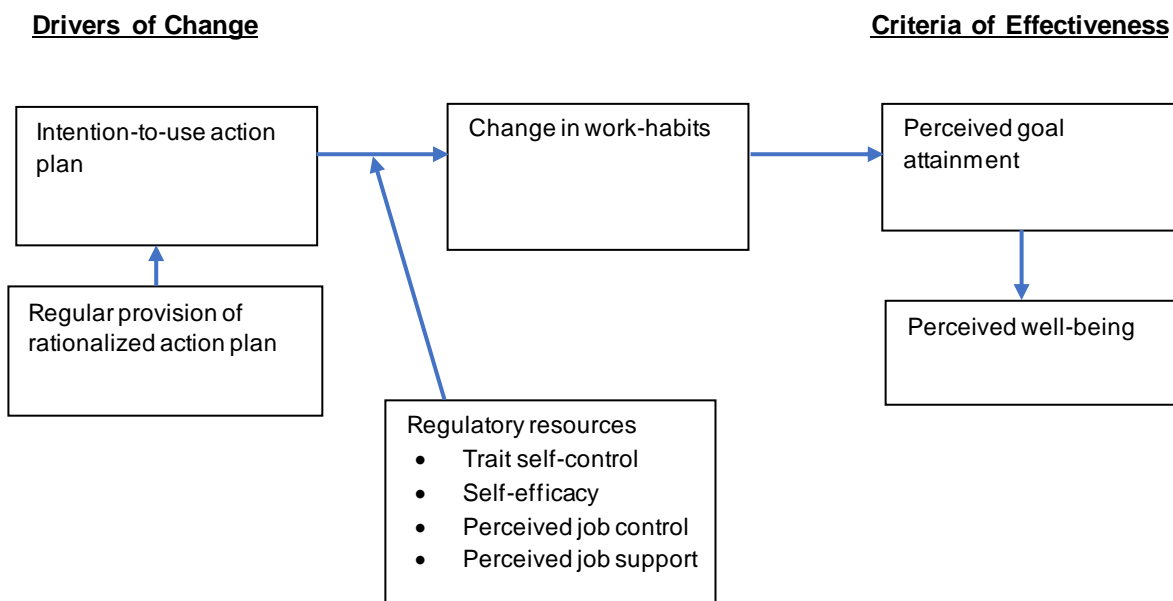 Drivers of Change
Criteria of Effectiveness
Intention-to-use action
plan
Change in work-habits
Perceived goal
attainment
Regular provision of
rationalized action plan
Perceived well-being
Regulatory resources
• Trait self-control
• Self-efficacy
• Perceived job control
• Perceived job support